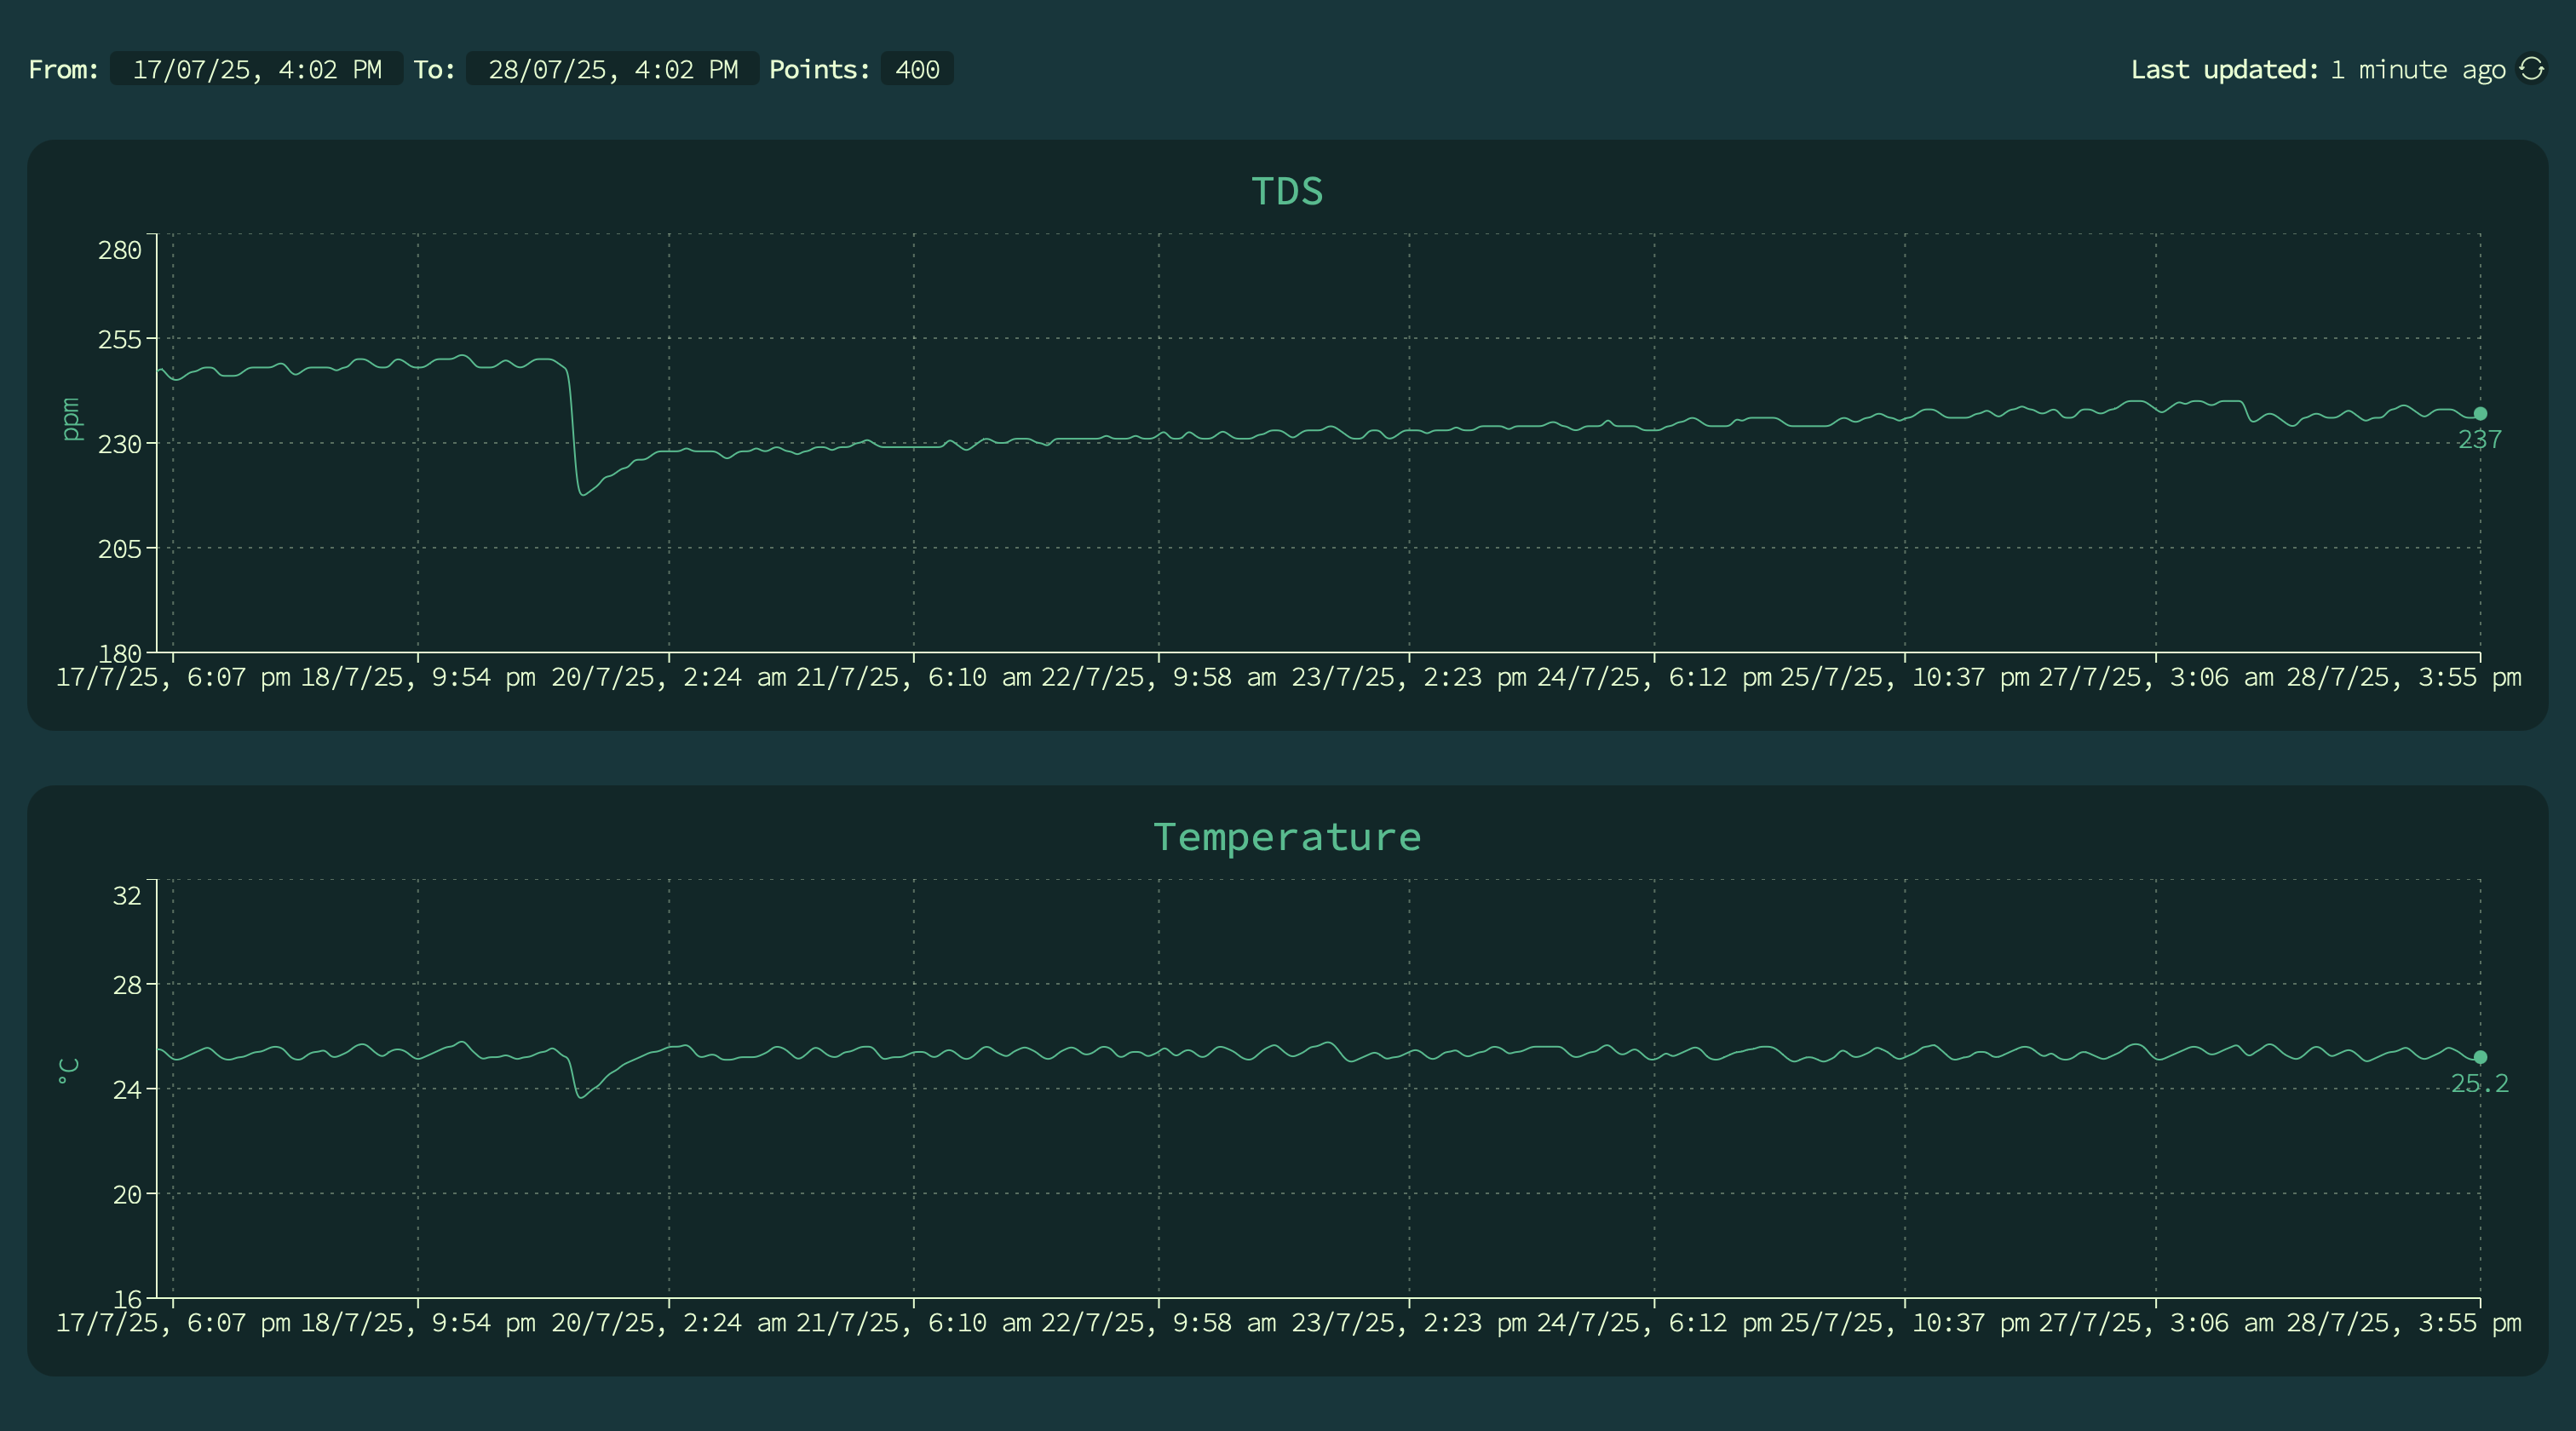 From: 17/07/25, 4:02 PM To: 28/07/25, 4:02 PM Points: 400 Last updated: 1 minute ago
TDS
280
255
230
205
180
ppm
237
17/7/25, 6:07 pm 18/7/25, 9:54 pm 20/7/25, 2:24 am 21/7/25, 6:10 am 22/7/25, 9:58 am 23/7/25, 2:23 pm 24/7/25, 6:12 pm 25/7/25, 10:37 pm 27/7/25, 3:06 am 28/7/25, 3:55 pm
Temperature
32
28
24
20
16
°C
25.2
17/7/25, 6:07 pm 18/7/25, 9:54 pm 20/7/25, 2:24 am 21/7/25, 6:10 am 22/7/25, 9:58 am 23/7/25, 2:23 pm 24/7/25, 6:12 pm 25/7/25, 10:37 pm 27/7/25, 3:06 am 28/7/25, 3:55 pm